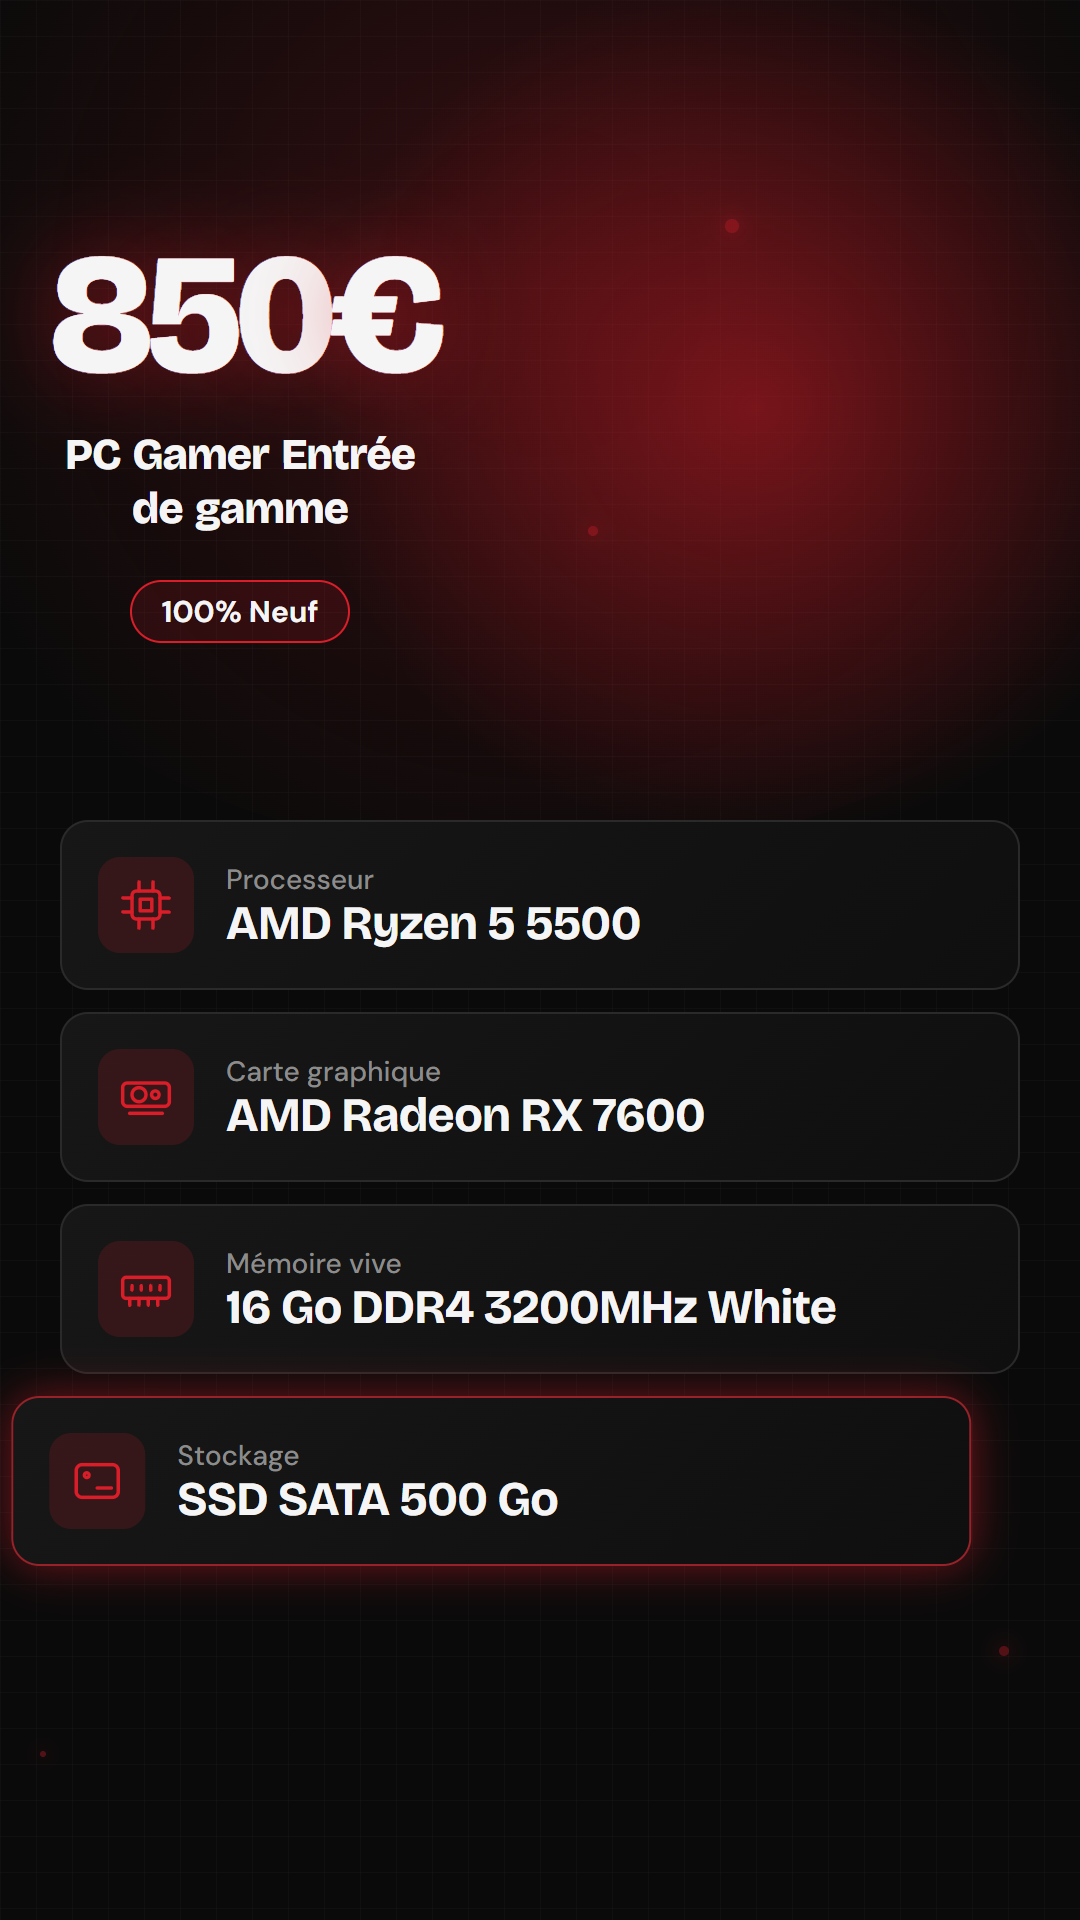 850€
PC Gamer Entrée
de gamme
100% Neuf
Processeur
AMD Ryzen 5 5500
Carte graphique
AMD Radeon RX 7600
Mémoire vive
16 Go DDR4 3200MHz White
Stockage
SSD SATA 500 Go